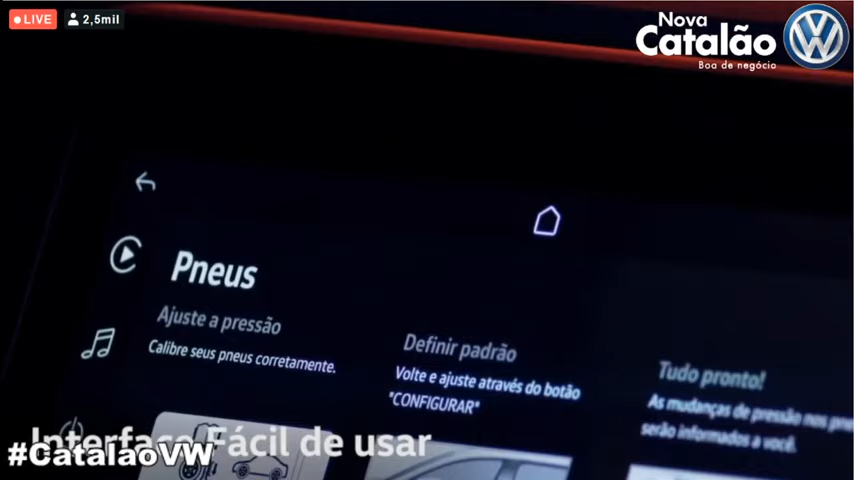 LIVE
2,5mil
Nova
Catalão
Boa de negócio
Pneus
Ajuste a pressão
Calibre seus pneus corretamente.
Definir padrão
Volte e ajuste através do botão
"CONFIGURAR"
Tudo pronto!
As mudanças de pressão nos
serão informados a você.
Interface Fácil de usar
#CatalãoVW